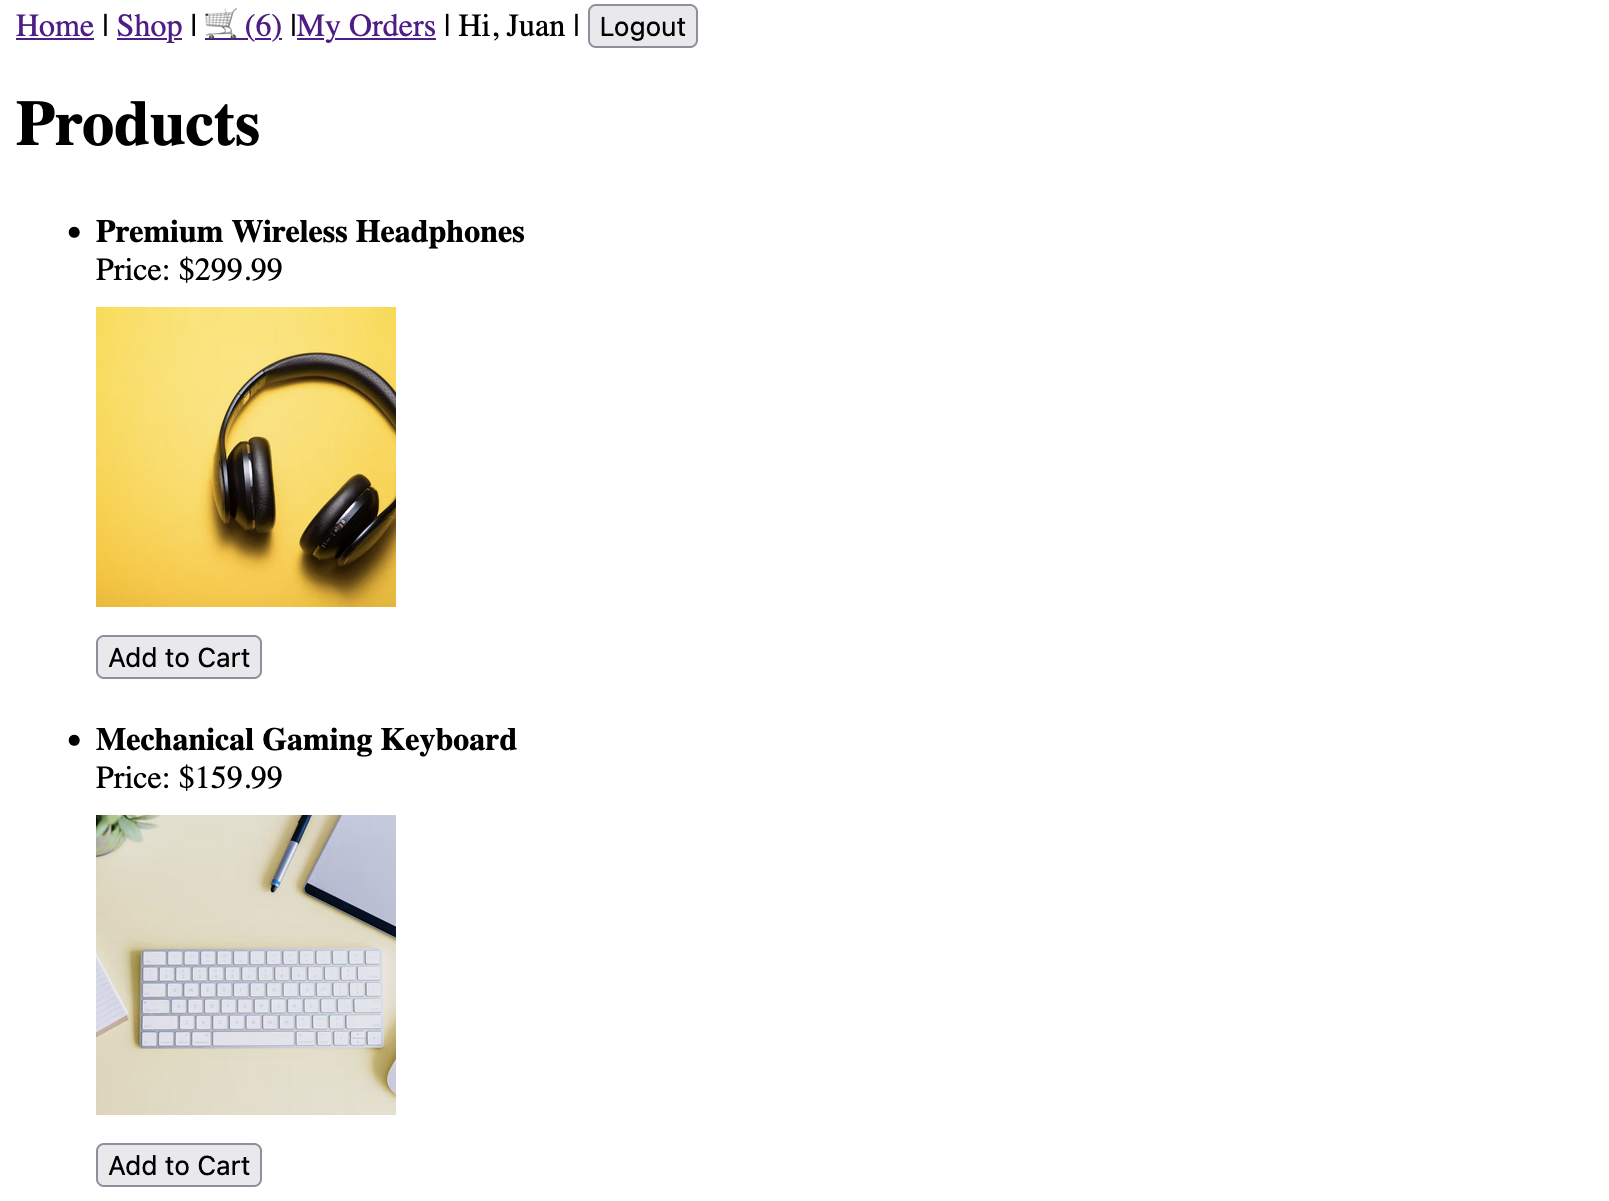 Home | Shop | 🛒 (6) |My Orders | Hi, Juan | Logout
Products
• Premium Wireless Headphones
Price: $299.99
Add to Cart
• Mechanical Gaming Keyboard
Price: $159.99
Add to Cart